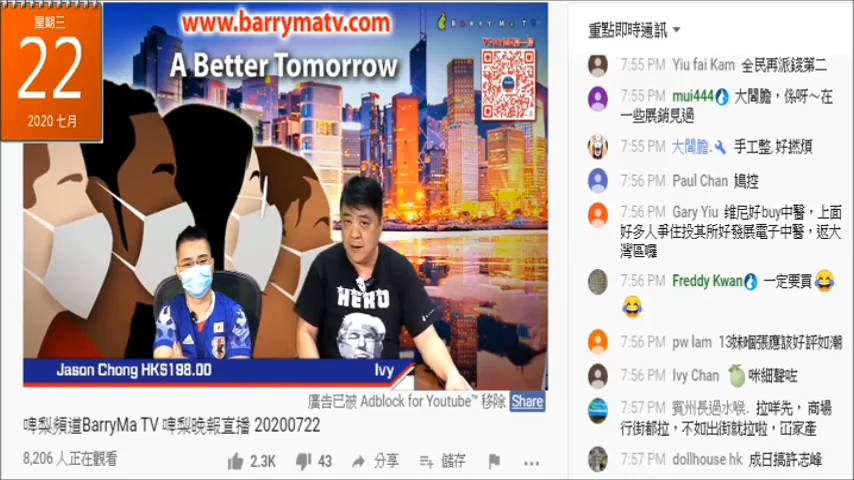 星期三
22
2020 七月
www.barrymatv.com
BARRYMATV
A Better Tomorrow
Jason Chong HK$198.00
Ivy
廣告已被 Adblock for Youtube™ 移除
Share
啤梨頻道BarryMa TV 啤梨晚報直播 20200722
8,206 人正在觀看
2.3K
43
分享
儲存
重點即時通訊
7:55 PM Yiu fai Kam 全民再派錢第二
7:55 PM mui444 大閪膽，係呀～在
一些展銷見過
7:55 PM 大閪膽. 手工整, 好撚煩
7:56 PM Paul Chan 鳩控
7:56 PM Gary Yiu 维尼好buy中醫，上面
好多人爭住投其所好發展電子中醫，返大
灣區囉
7:56 PM Freddy Kwan 一定要買😂
😂
7:56 PM pw lam 13妹嗰張應該好評如潮
7:56 PM Ivy Chan 咪細聲咗
7:57 PM 賓州長過水喉. 拉咩先， 商場
行街都拉，不如出街就拉啦，冚家產
7:57 PM dollhouse hk 成日搞許志峰